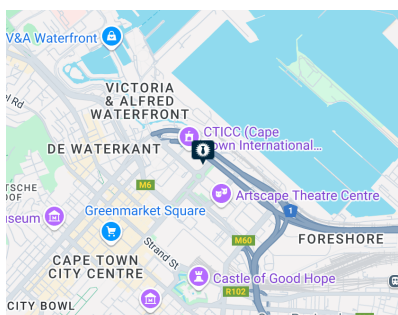 V&A Waterfront
VICTORIA
& ALFRED
WATERFRONT
Rd
CTICC (Cape
Town International...
DE WATERKANT
M6
Artscape Theatre Centre
Greenmarket Square
1
M60
FORESHORE
Strand St
CAPE TOWN
CITY CENTRE
Castle of Good Hope
R102
CITY BOWL